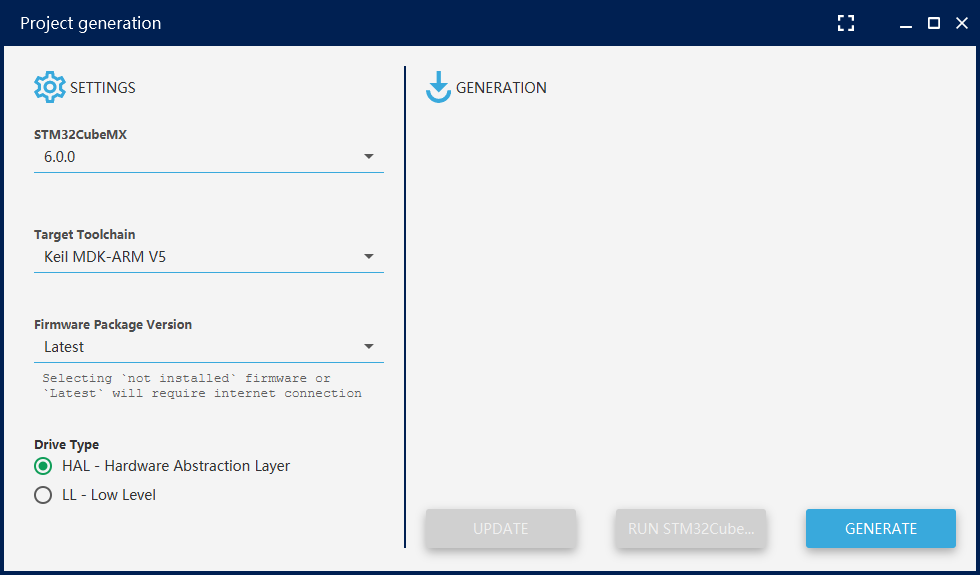 Project generation
SETTINGS
STM32CubeMX
6.0.0
Target Toolchain
Keil MDK-ARM V5
Firmware Package Version
Latest
Selecting `not installed` firmware or
`Latest` will require internet connection
Drive Type
HAL - Hardware Abstraction Layer
LL - Low Level
GENERATION
UPDATE
RUN STM32Cube...
GENERATE